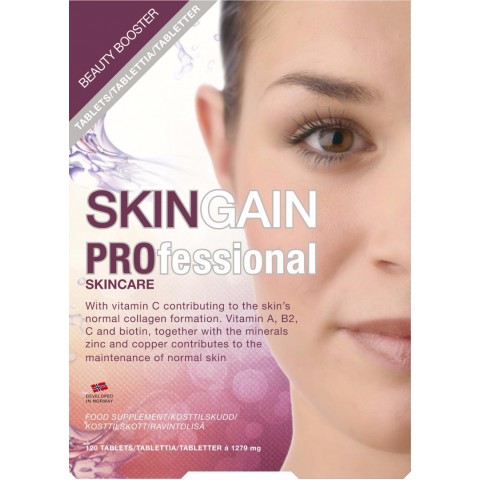 BEAUTY BOOSTER
TABLETS/TABLETTIA/TABLETTER
SKINGAIN
PROfessional
SKINCARE
With vitamin C contributing to the skin's
normal collagen formation. Vitamin A, B2,
C and biotin, together with the minerals
zinc and copper contributes to the
maintenance of normal skin
DEVELOPED
IN NORWAY
FOOD SUPPLEMENT/KOSTTILSKUDD/
KOSTTILSKOTT/RAVINTOLISÄ
120 TABLETS/TABLETTIA/TABLETTER á 1279 mg